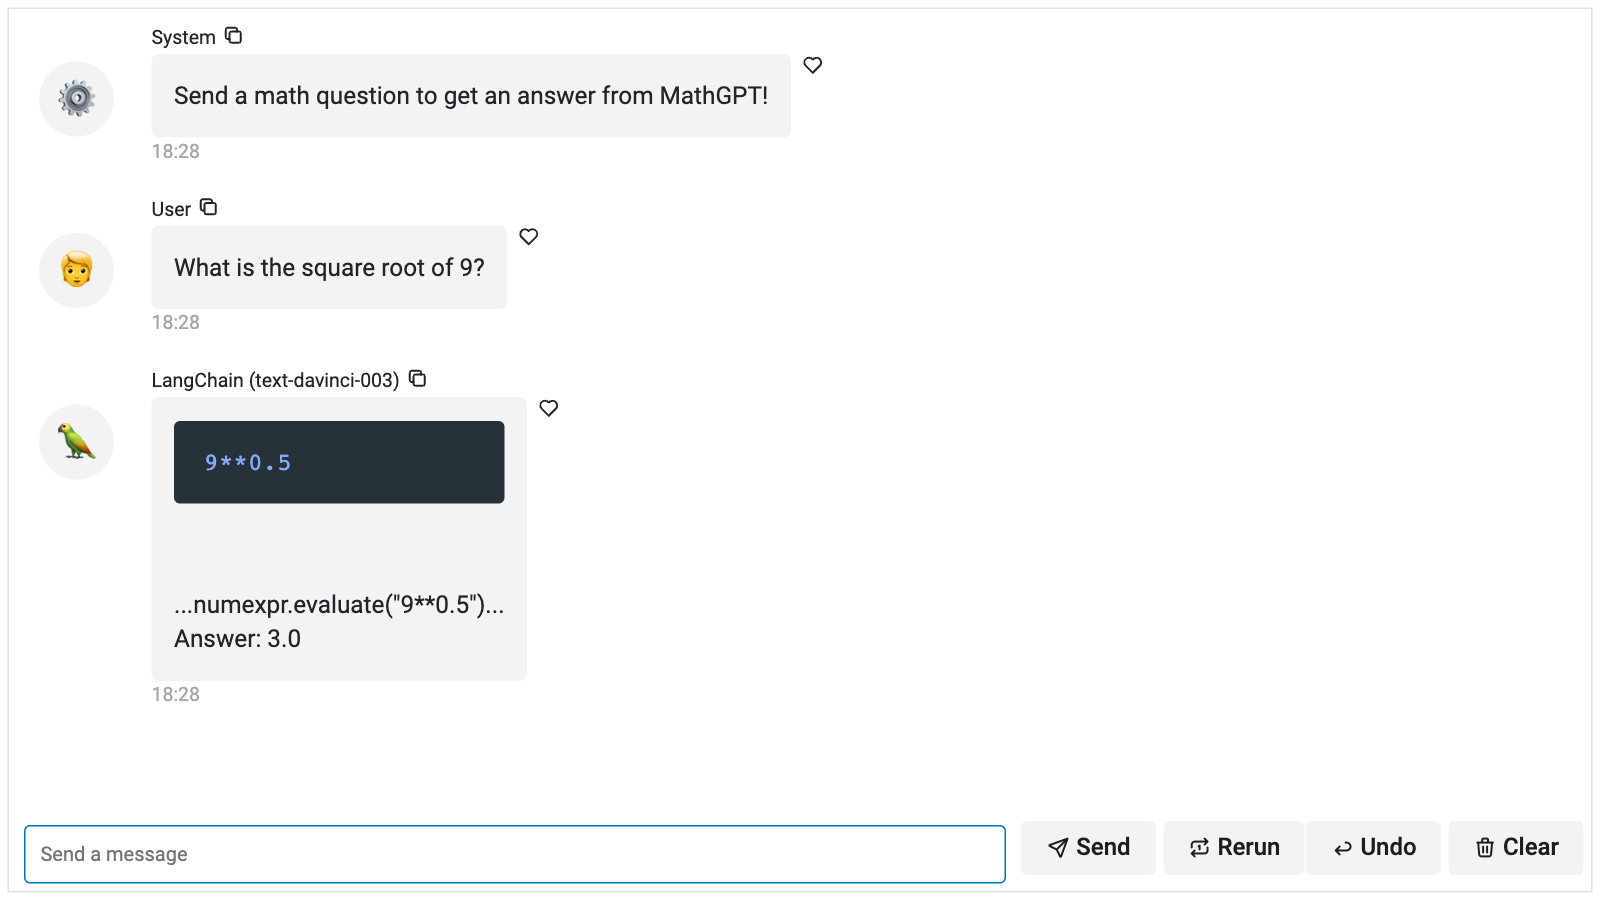 System
Send a math question to get an answer from MathGPT!
18:28
User
What is the square root of 9?
18:28
LangChain (text-davinci-003)
9**0.5
...numexpr.evaluate("9**0.5")...
Answer: 3.0
18:28
Send a message
Send
Rerun
Undo
Clear